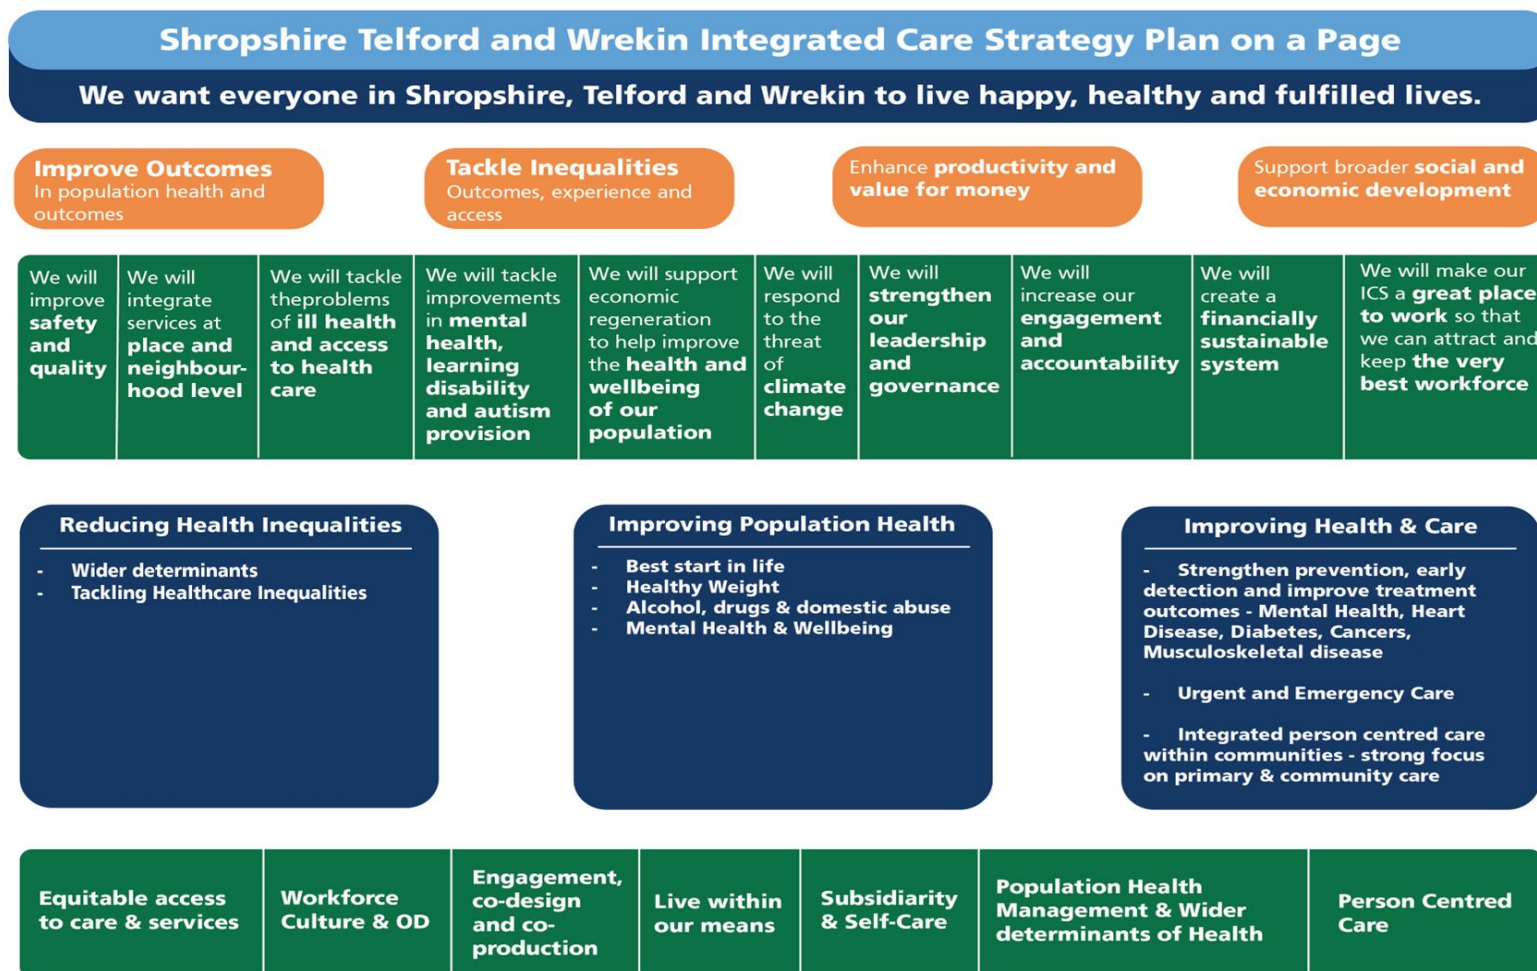 Shropshire Telford and Wrekin Integrated Care Strategy Plan on a Page
We want everyone in Shropshire, Telford and Wrekin to live happy, healthy and fulfilled lives.
Improve Outcomes
In population health and
outcomes
Tackle Inequalities
Outcomes, experience and
access
Enhance productivity and
value for money
Support broader social and
economic development
We will
improve
safety
and
quality
We will
integrate
services at
place and
neighbour-
hood level
We will tackle
theproblems
of ill health
and access
to health
care
We will tackle
improvements
in mental
health,
learning
disability
and autism
provision
We will support
economic
regeneration
to help improve
the health and
wellbeing
of our
population
We will
respond
to the
threat
of
climate
change
We will
strengthen
our
leadership
and
governance
We will
increase our
engagement
and
accountability
We will
create a
financially
sustainable
system
We will make our
ICS a great place
to work so that
we can attract and
keep the very
best workforce
Reducing Health Inequalities
- Wider determinants
- Tackling Healthcare Inequalities
Improving Population Health
- Best start in life
- Healthy Weight
- Alcohol, drugs & domestic abuse
- Mental Health & Wellbeing
Improving Health & Care
- Strengthen prevention, early
detection and improve treatment
outcomes - Mental Health, Heart
Disease, Diabetes, Cancers,
Musculoskeletal disease
- Urgent and Emergency Care
- Integrated person centred care
within communities - strong focus
on primary & community care
Equitable access
to care & services
Workforce
Culture & OD
Engagement,
co-design
and co-
production
Live within
our means
Subsidiarity
& Self-Care
Population Health
Management & Wider
determinants of Health
Person Centred
Care